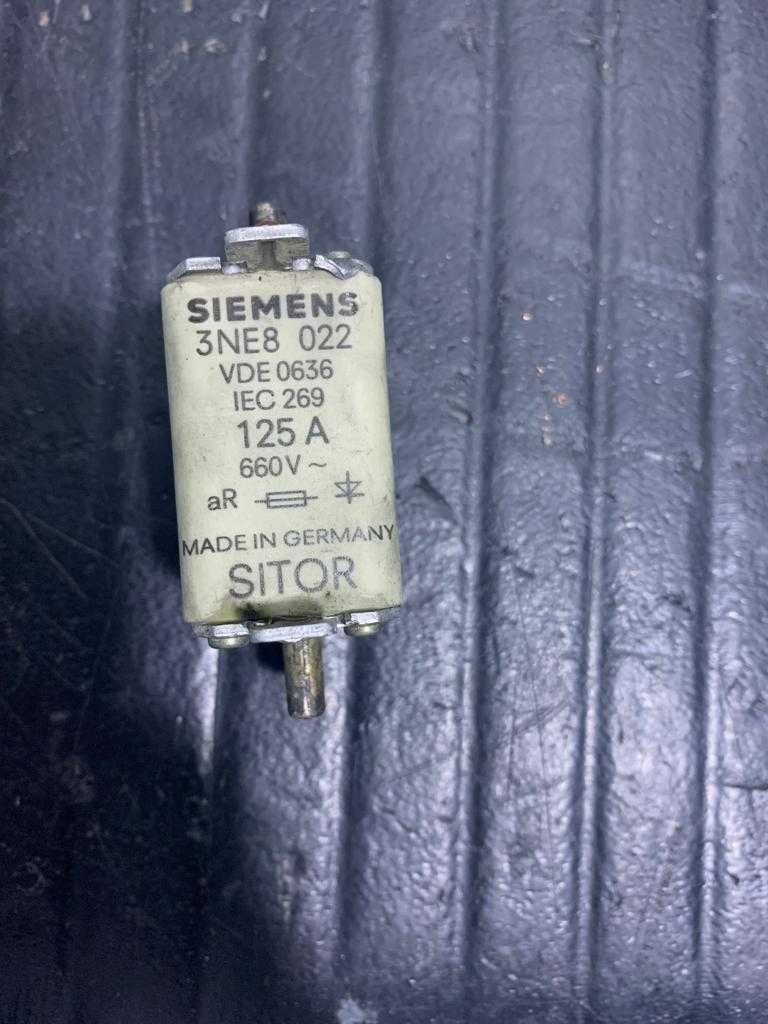 SIEMENS
3NE8 022
VDE 0636
IEC 269
125 A
660V ~
aR
MADE IN GERMANY
SITOR